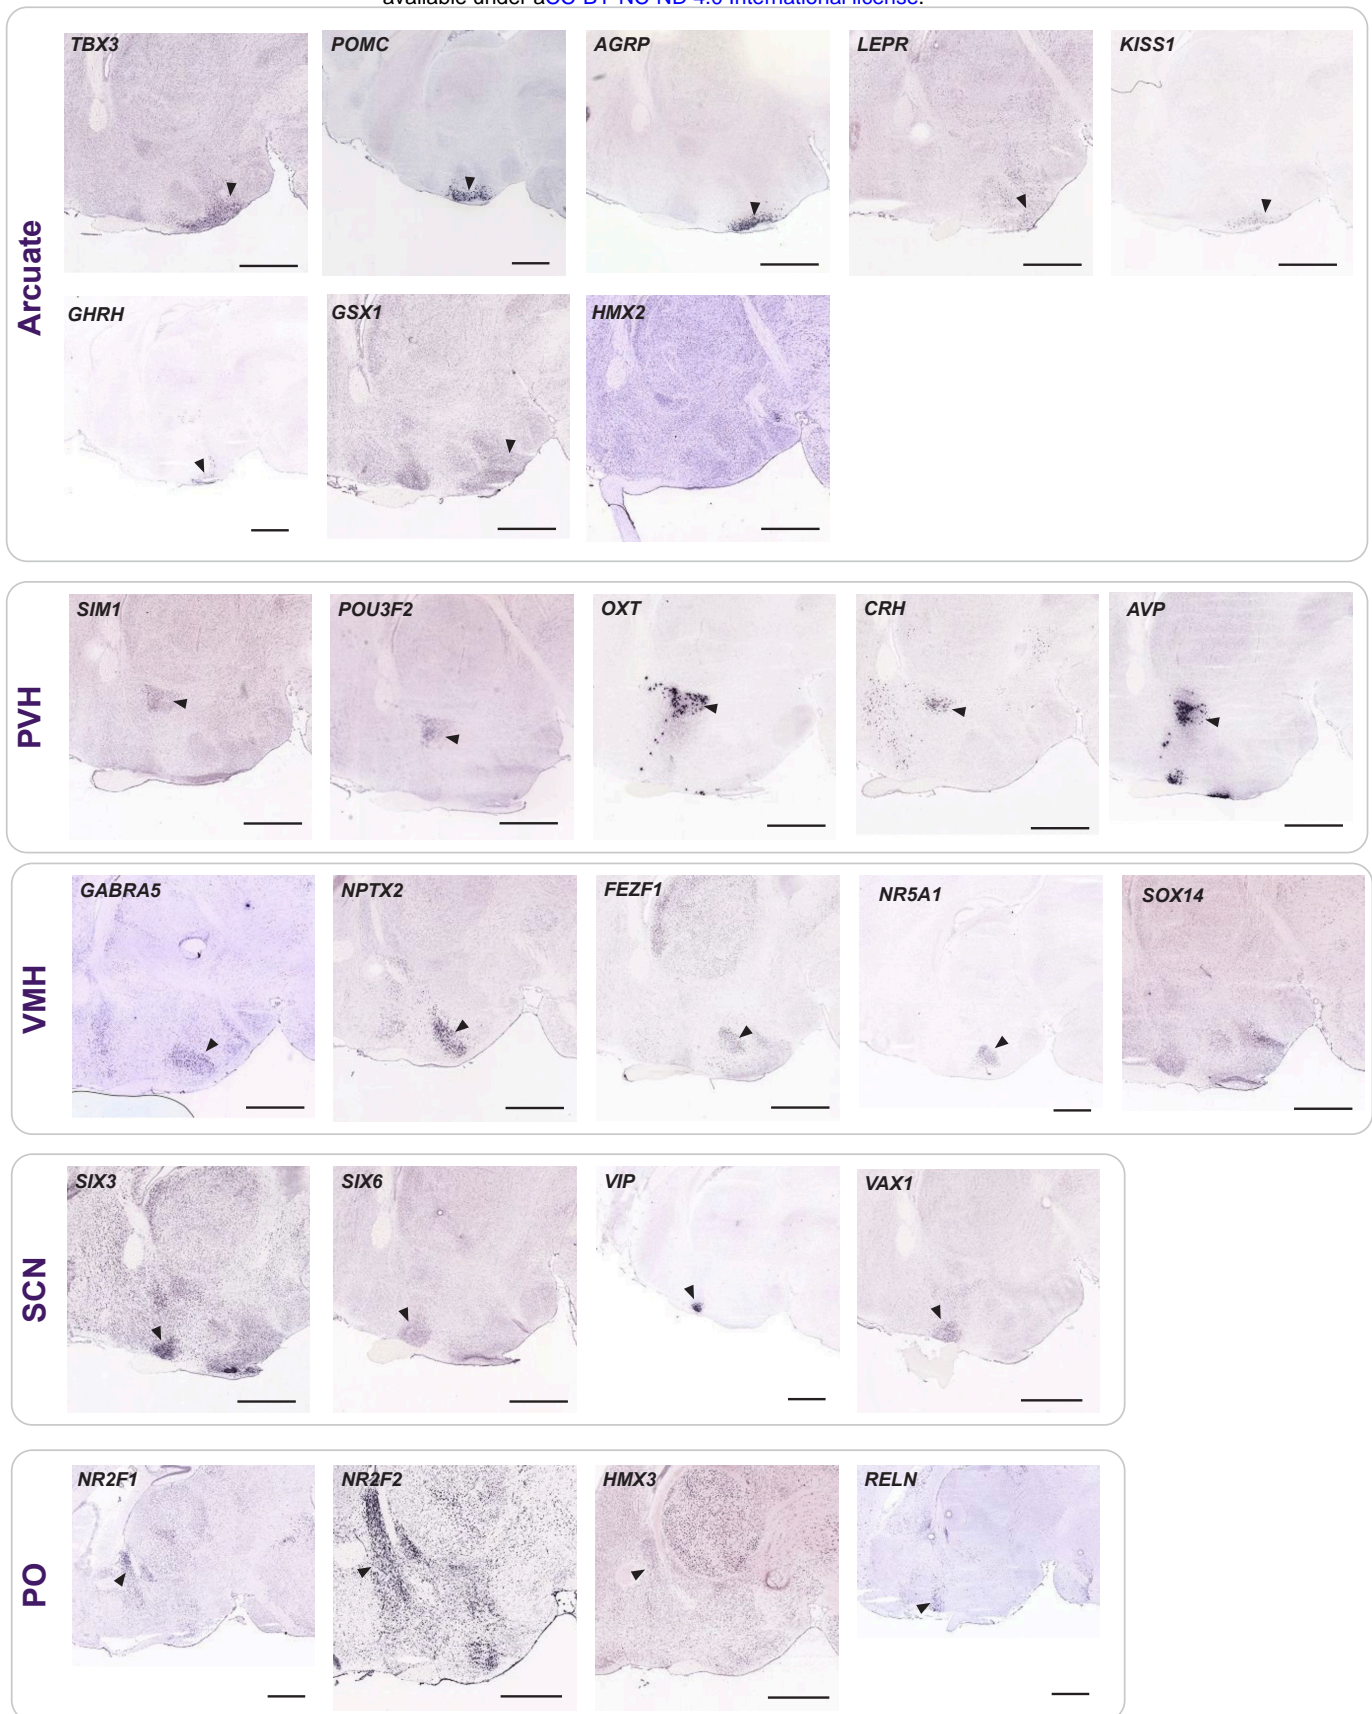 available under aCC-BY-NC-ND 4.0 International license.
Arcuate
TBX3
POMC
AGRP
LEPR
KISS1
GHRH
GSX1
HMX2
PVH
SIM1
POU3F2
OXT
CRH
AVP
VMH
GABRA5
NPTX2
FEZF1
NR5A1
SOX14
SCN
SIX3
SIX6
VIP
VAX1
PO
NR2F1
NR2F2
HMX3
RELN